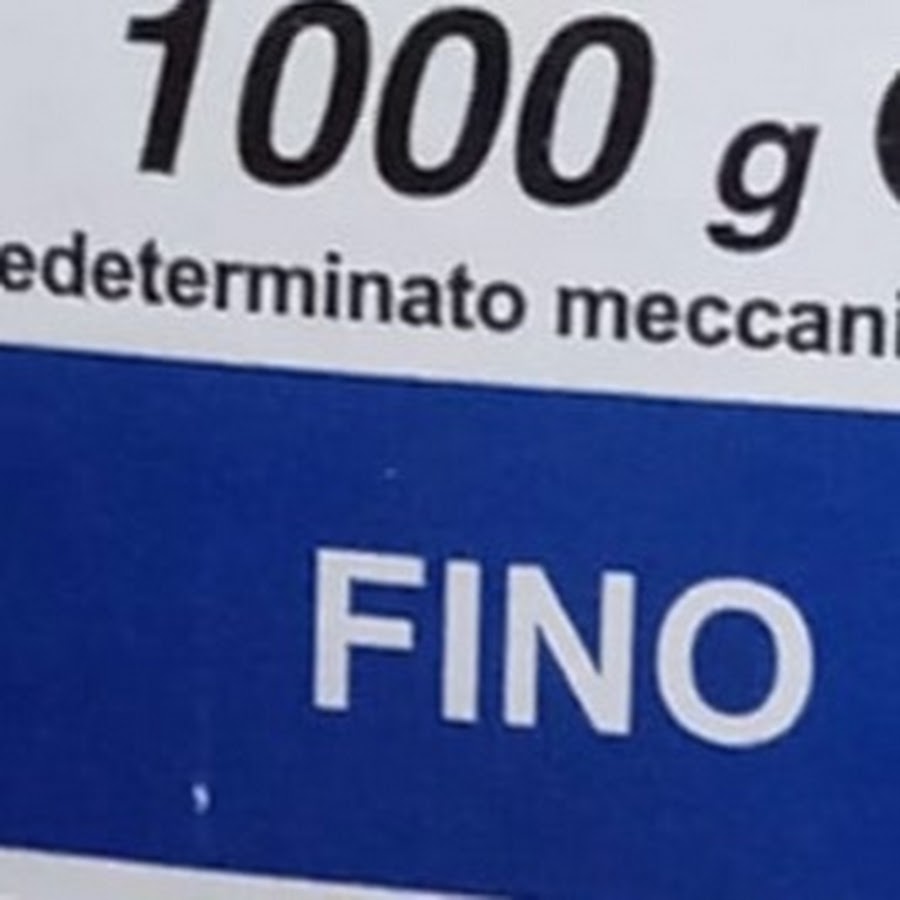 1000 g
edeterminato meccani
FINO